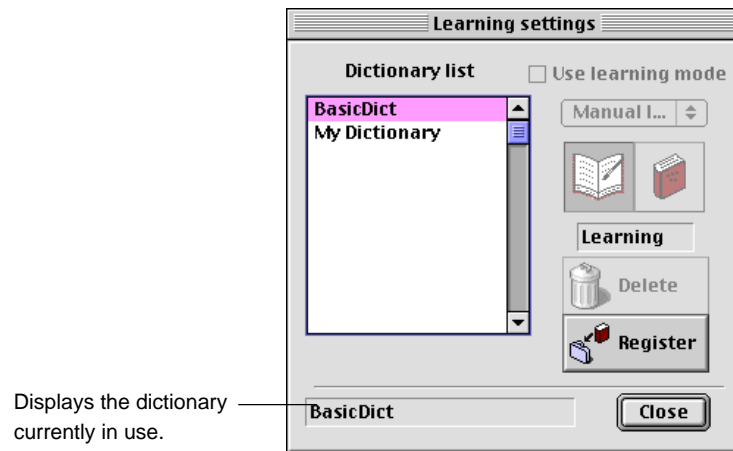 Learning settings
Dictionary list
Use learning mode
BasicDict
My Dictionary
Manual l...
Learning
Delete
Register
Displays the dictionary
currently in use.
BasicDict
Close